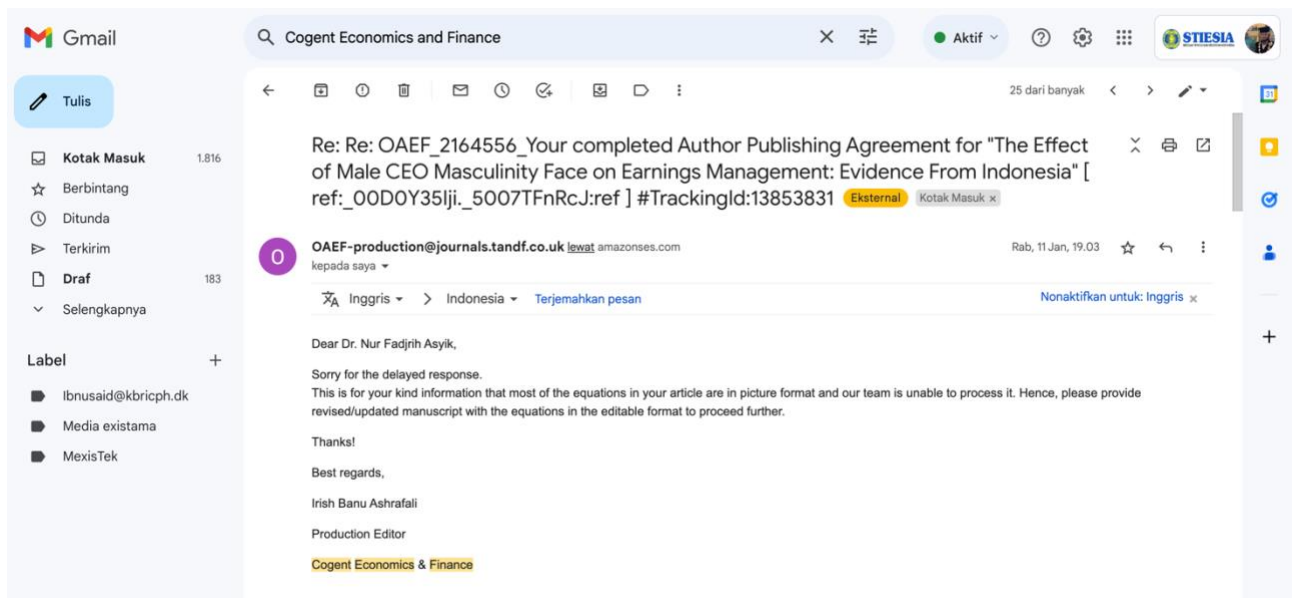 Gmail
Cogent Economics and Finance
Aktif
STIESIA
Tulis
25 dari banyak
Kotak Masuk 1.816
Berbintang
Ditunda
Terkirim
Draf 183
Selengkapnya
Label
Ibnusaid@kbricph.dk
Media existama
MexisTek
Re: Re: OAEF_2164556_Your completed Author Publishing Agreement for "The Effect
of Male CEO Masculinity Face on Earnings Management: Evidence From Indonesia" [
ref:_00D0Y35Iji._5007TFnRcJ:ref ] #TrackingId:13853831 Eksternal Kotak Masuk ×
O
OAEF-production@journals.tandf.co.uk lewat amazonses.com
Rab, 11 Jan, 19.03
kepada saya
Inggris > Indonesia Terjemahkan pesan
Nonaktifkan untuk: Inggris ×
Dear Dr. Nur Fadjrih Asyik,
Sorry for the delayed response.
This is for your kind information that most of the equations in your article are in picture format and our team is unable to process it. Hence, please provide
revised/updated manuscript with the equations in the editable format to proceed further.
Thanks!
Best regards,
Irish Banu Ashrafali
Production Editor
Cogent Economics & Finance
31